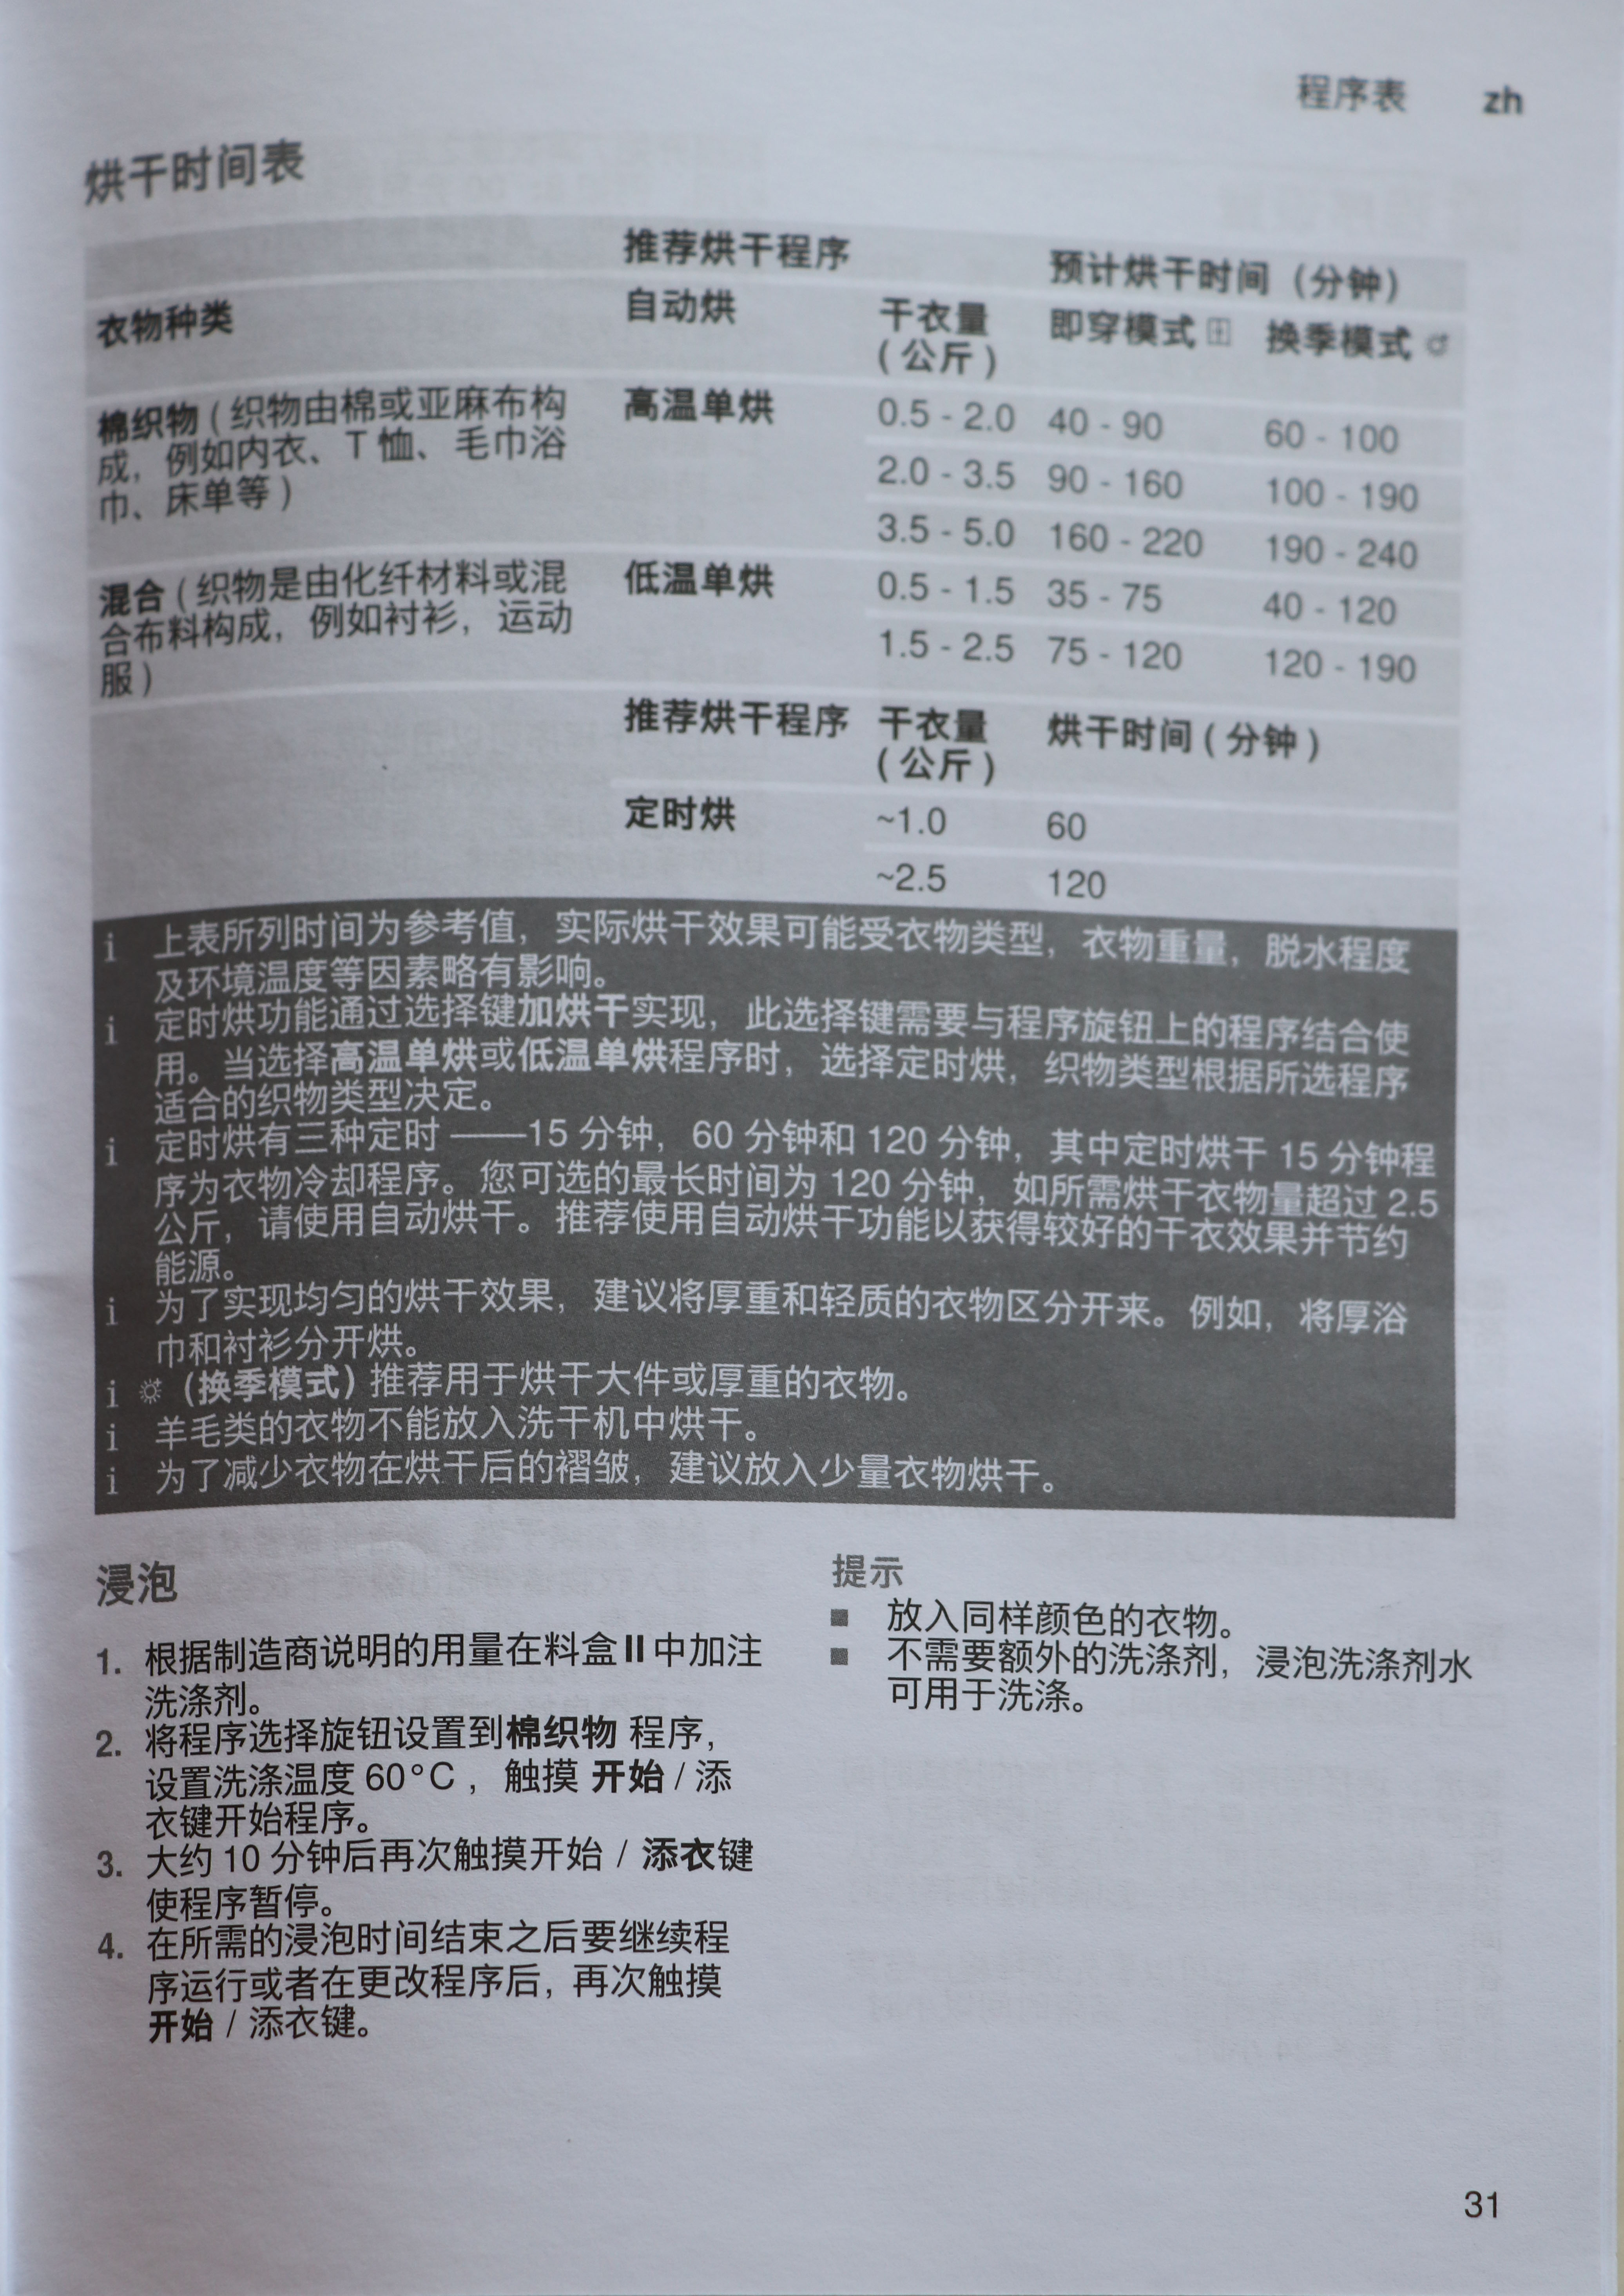 程序表 zh
烘干时间表
推荐烘干程序 预计烘干时间（分钟）
衣物种类 自动烘 干衣量 即穿模式 换季模式
（公斤）
棉织物（织物由棉或亚麻布构 高温单烘 0.5 - 2.0 40 - 90 60 - 100
成，例如内衣、T 恤、毛巾浴 2.0 - 3.5 90 - 160 100 - 190
巾、床单等） 3.5 - 5.0 160 - 220 190 - 240
混合（织物是由化纤材料或混 低温单烘 0.5 - 1.5 35 - 75 40 - 120
合布料构成，例如衬衫，运动 1.5 - 2.5 75 - 120 120 - 190
服）
推荐烘干程序 干衣量 烘干时间（分钟）
（公斤）
定时烘 ~1.0 60
~2.5 120
i 上表所列时间为参考值，实际烘干效果可能受衣物类型，衣物重量，脱水程度
及环境温度等因素略有影响。
i 定时烘功能通过选择键加烘干实现，此选择键需要与程序旋钮上的程序结合使
用。当选择高温单烘或低温单烘程序时，选择定时烘，织物类型根据所选程序
适合的织物类型决定。
i 定时烘有三种定时 ——15 分钟，60 分钟和 120 分钟，其中定时烘干 15 分钟程
序为衣物冷却程序。您可选的最长时间为 120 分钟，如所需烘干衣物量超过 2.5
公斤，请使用自动烘干。推荐使用自动烘干功能以获得较好的干衣效果并节约
能源。
i 为了实现均匀的烘干效果，建议将厚重和轻质的衣物区分开来。例如，将厚浴
巾和衬衫分开烘。
i （换季模式）推荐用于烘干大件或厚重的衣物。
i 羊毛类的衣物不能放入洗干机中烘干。
i 为了减少衣物在烘干后的褶皱，建议放入少量衣物烘干。
浸泡
1. 根据制造商说明的用量在料盒 II 中加注
洗涤剂。
2. 将程序选择旋钮设置到棉织物 程序，
设置洗涤温度 60°C ，触摸 开始 / 添
衣键开始程序。
3. 大约 10 分钟后再次触摸开始 / 添衣键
使程序暂停。
4. 在所需的浸泡时间结束之后要继续程
序运行或者在更改程序后，再次触摸
开始 / 添衣键。
提示
■ 放入同样颜色的衣物。
■ 不需要额外的洗涤剂，浸泡洗涤剂水
可用于洗涤。
31